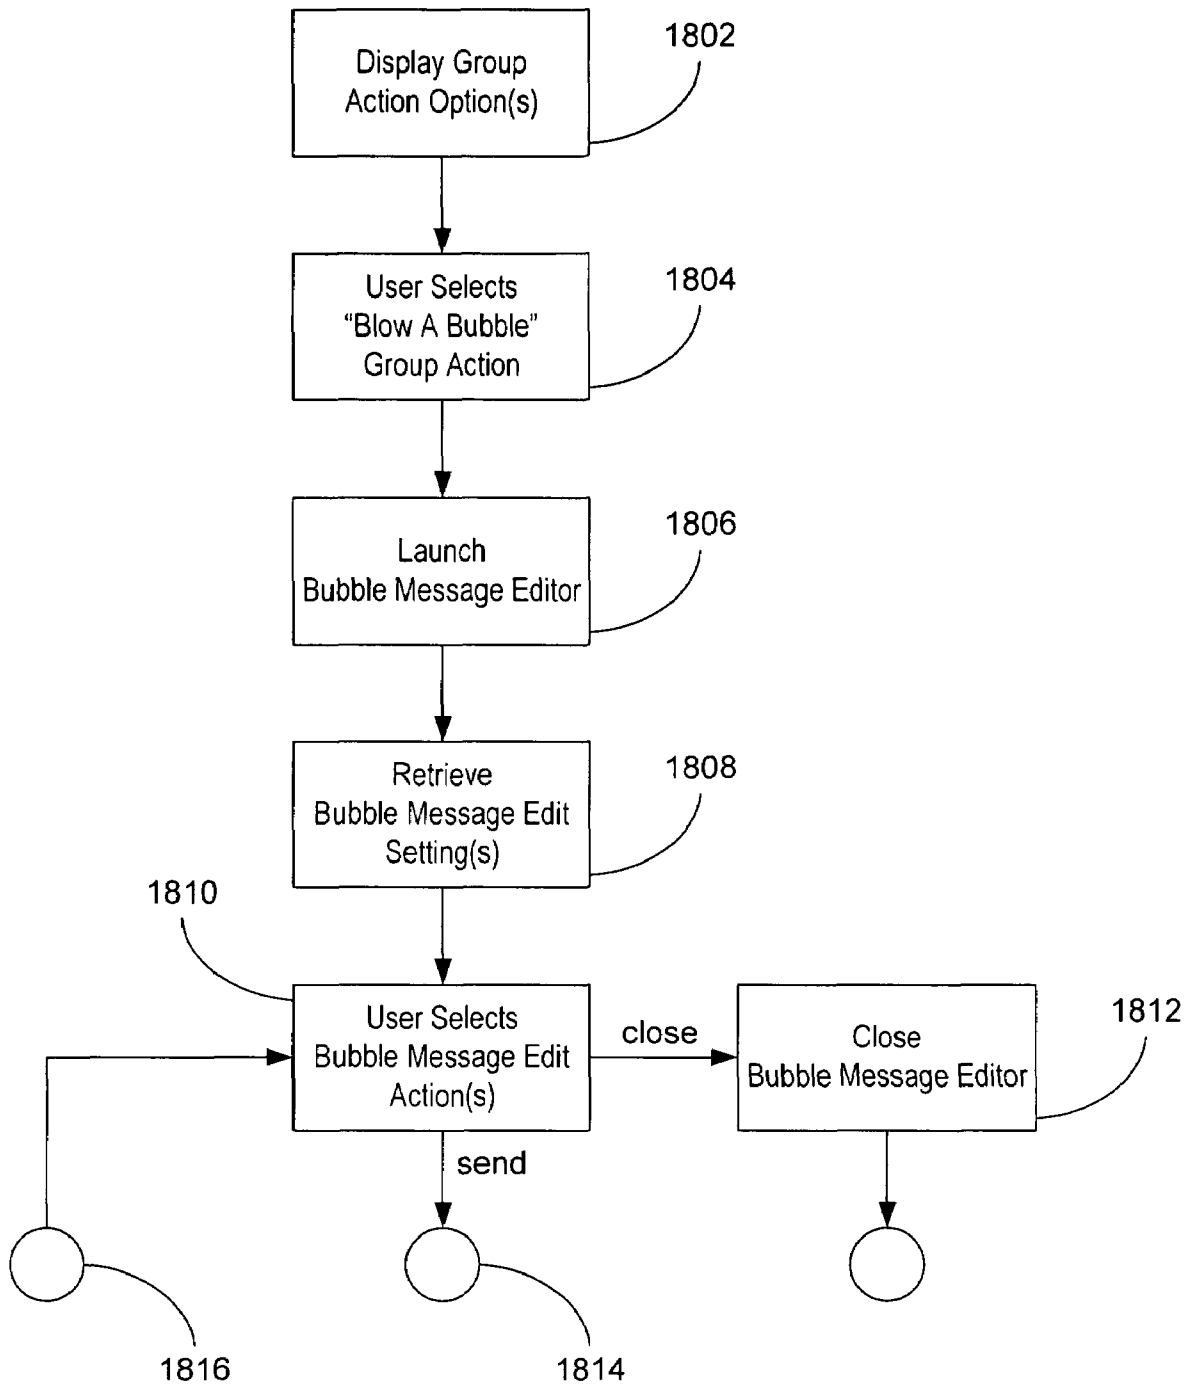 Display Group
Action Option(s)
1802
User Selects
“Blow A Bubble”
Group Action
1804
Launch
Bubble Message Editor
1806
Retrieve
Bubble Message Edit
Setting(s)
1808
1810
User Selects
Bubble Message Edit
Action(s)
close
Close
Bubble Message Editor
1812
send
1816
1814